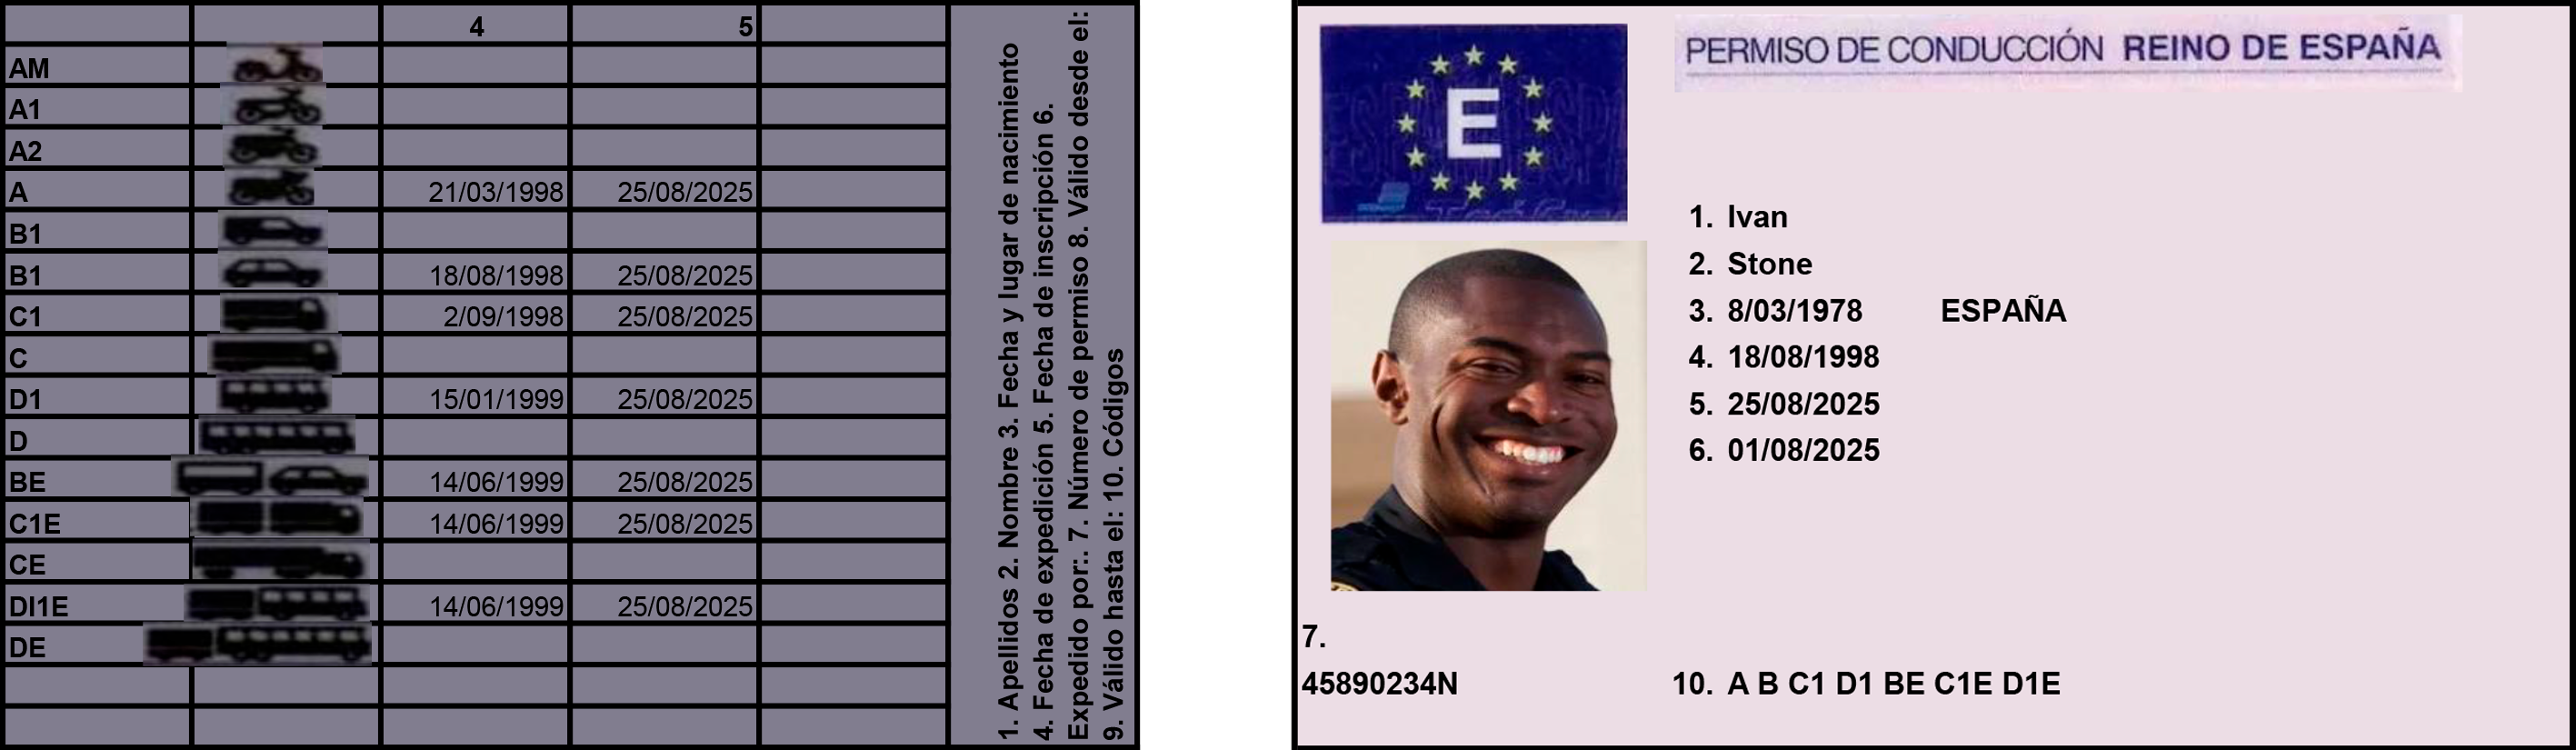 4 5
AM
A1
A2
A 21/03/1998 25/08/2025
B1
B1 18/08/1998 25/08/2025
C1 2/09/1998 25/08/2025
C
D1 15/01/1999 25/08/2025
D
BE 14/06/1999 25/08/2025
C1E 14/06/1999 25/08/2025
CE
DI1E 14/06/1999 25/08/2025
DE
1. Apellidos 2. Nombre 3. Fecha y lugar de nacimiento
4. Fecha de expedición 5. Fecha de inscripción 6.
Expedido por:. 7. Número de permiso 8. Válido desde el:
9. Válido hasta el: 10. Códigos
E
PERMISO DE CONDUCCIÓN REINO DE ESPAÑA
1. Ivan
2. Stone
3. 8/03/1978 ESPAÑA
4. 18/08/1998
5. 25/08/2025
6. 01/08/2025
7.
45890234N
10. A B C1 D1 BE C1E D1E